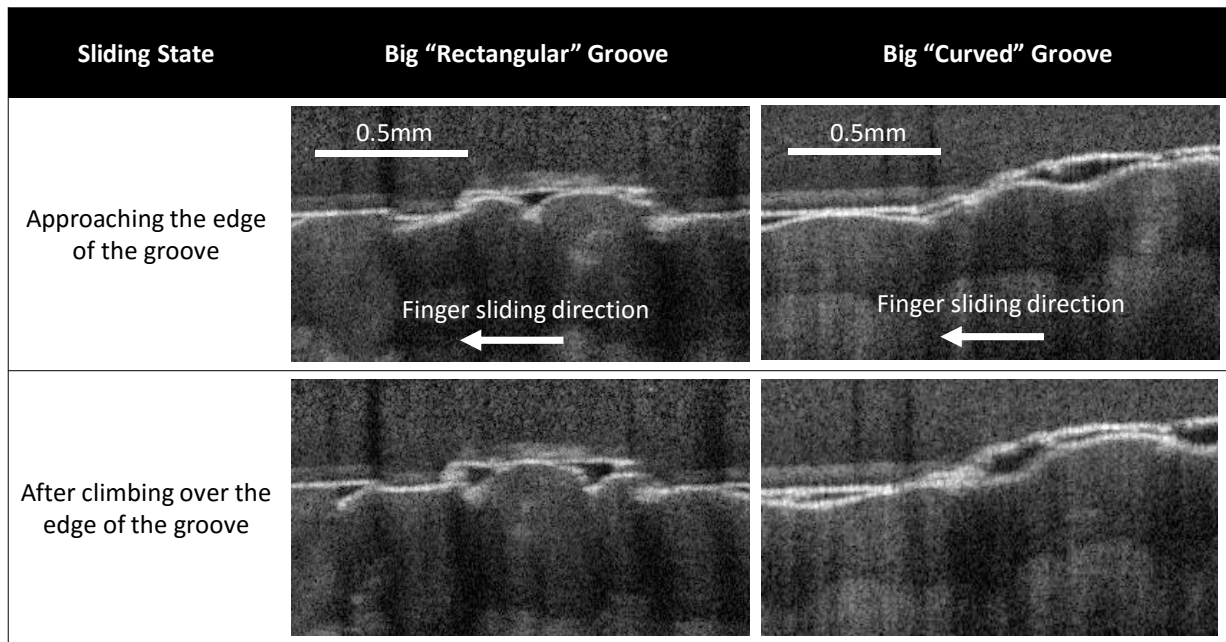 Sliding State
Big “Rectangular” Groove
Big “Curved” Groove
Approaching the edge
of the groove
0.5mm
Finger sliding direction
0.5mm
Finger sliding direction
After climbing over the
edge of the groove